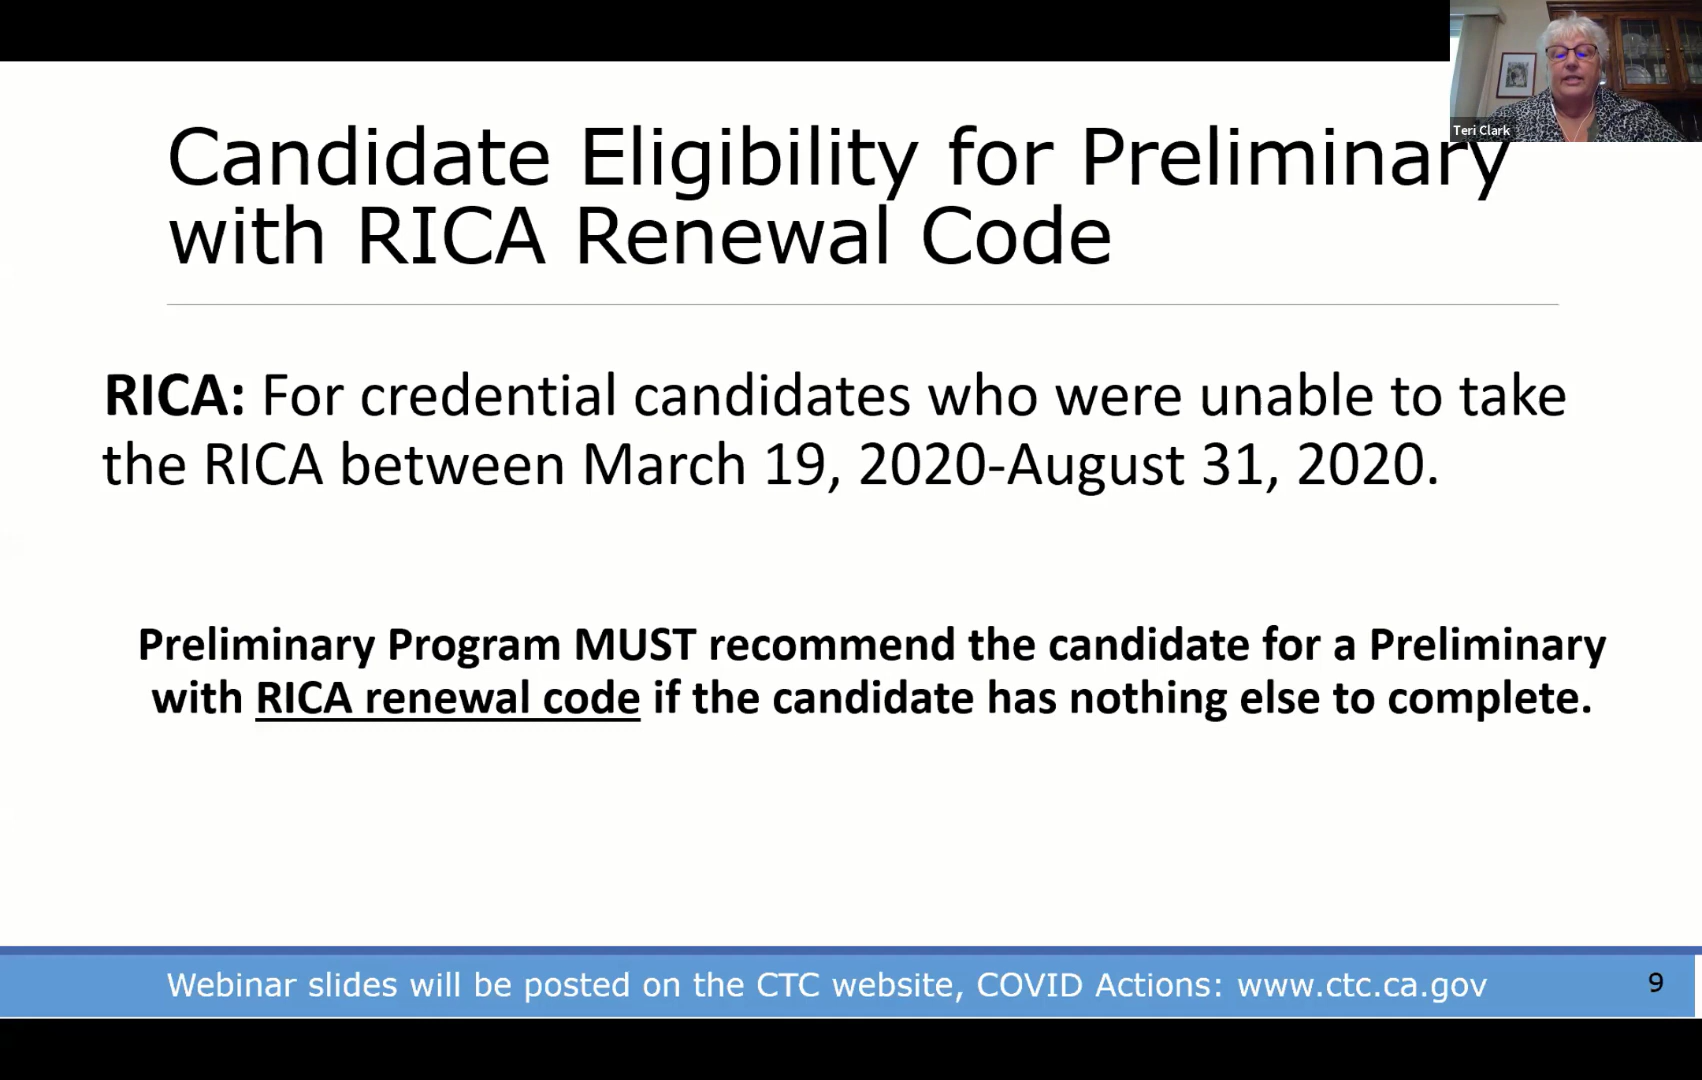 Teri Clark
Candidate Eligibility for Preliminary
with RICA Renewal Code
RICA: For credential candidates who were unable to take
the RICA between March 19, 2020-August 31, 2020.
Preliminary Program MUST recommend the candidate for a Preliminary
with RICA renewal code if the candidate has nothing else to complete.
Webinar slides will be posted on the CTC website, COVID Actions: www.ctc.ca.gov
9